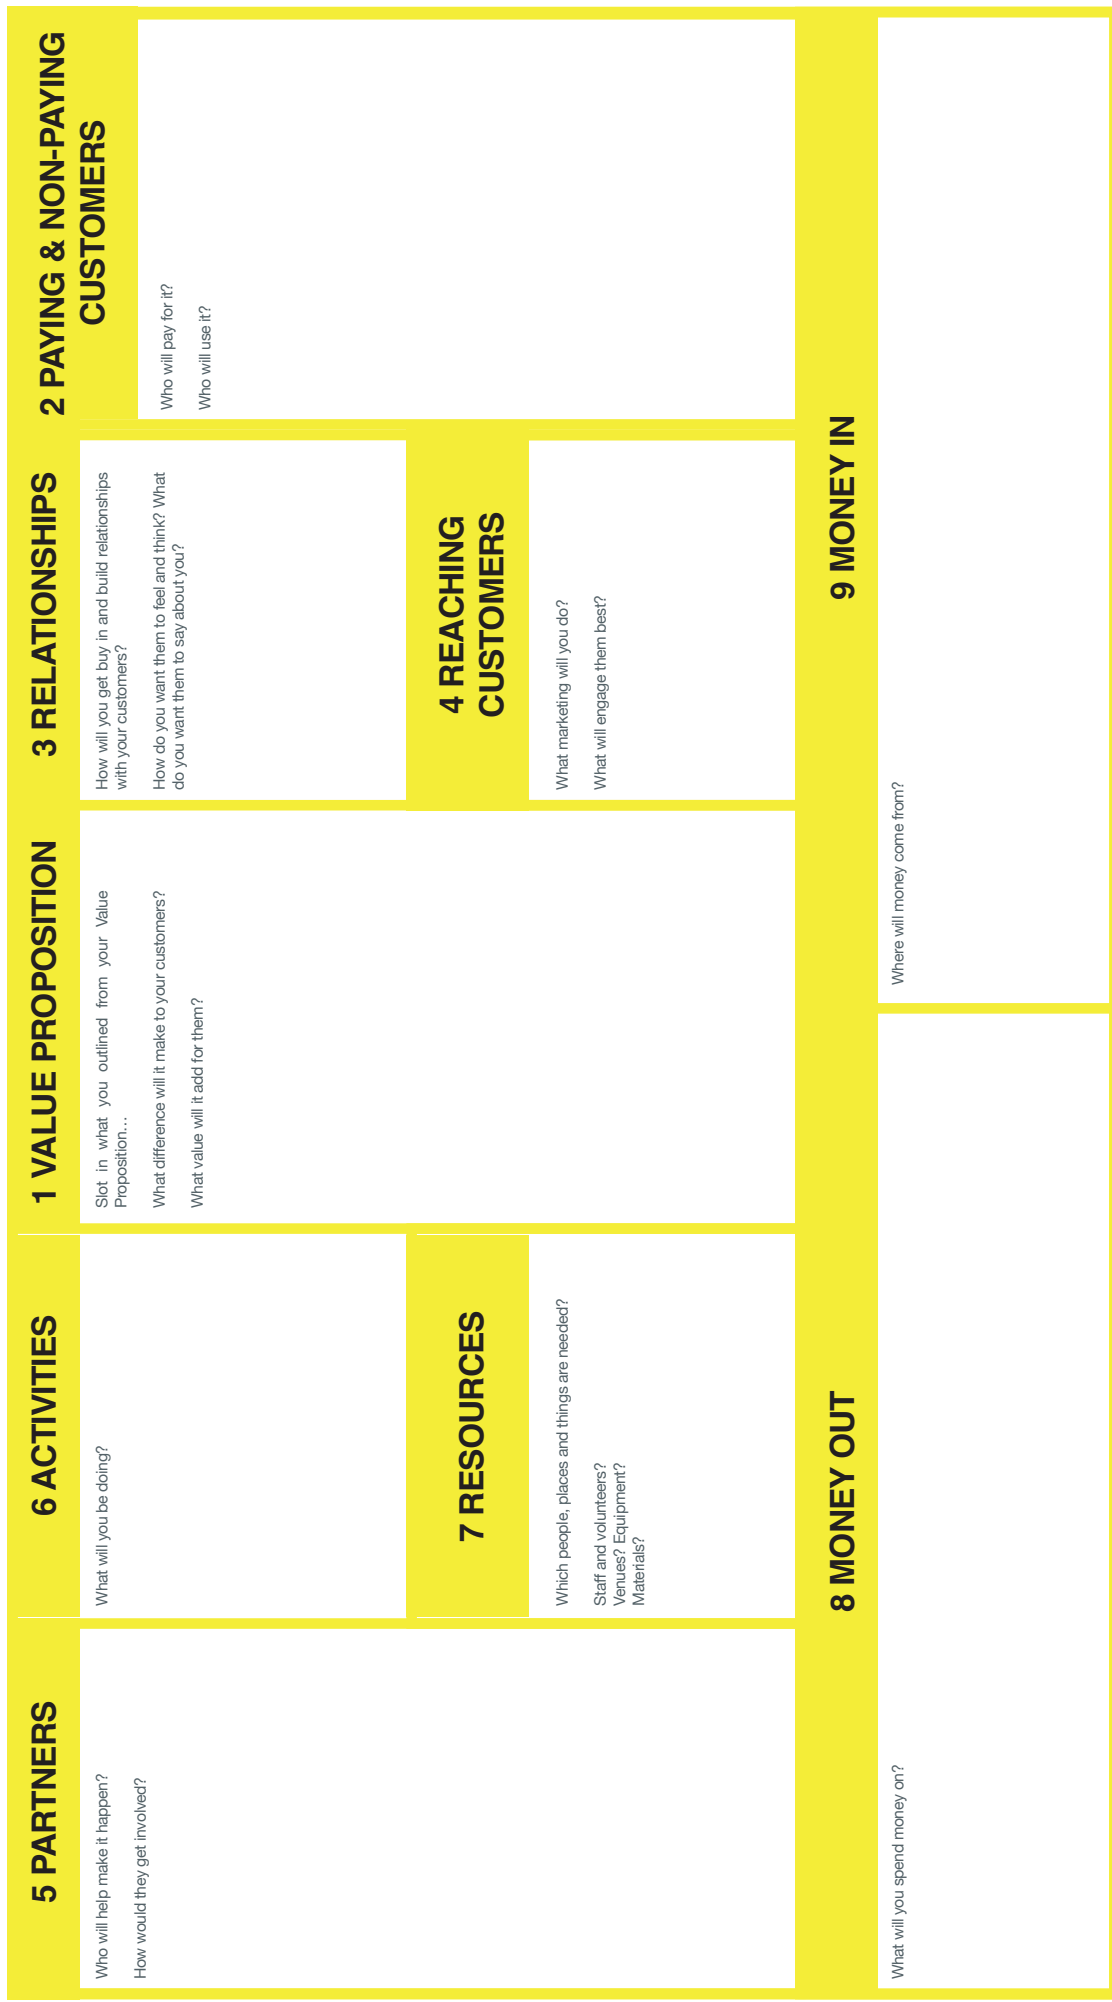 5 PARTNERS
Who will help make it happen?
How would they get involved?
6 ACTIVITIES
What will you be doing?
7 RESOURCES
Which people, places and things are needed?
Staff and volunteers?
Venues? Equipment?
Materials?
1 VALUE PROPOSITION
Slot in what you outlined from your Value
Proposition…
What difference will it make to your customers?
What value will it add for them?
3 RELATIONSHIPS
How will you get buy in and build relationships
with your customers?
How do you want them to feel and think? What
do you want them to say about you?
4 REACHING
CUSTOMERS
What marketing will you do?
What will engage them best?
2 PAYING & NON-PAYING
CUSTOMERS
Who will pay for it?
Who will use it?
8 MONEY OUT
What will you spend money on?
9 MONEY IN
Where will money come from?